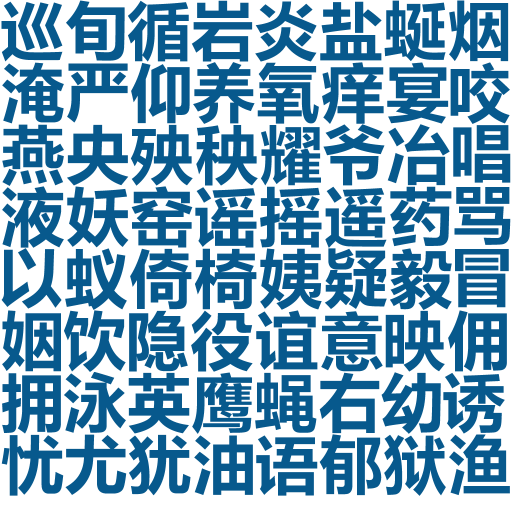 巡旬循岩炎盐蜒烟
淹严仰养氧痒宴咬
燕央殃秧耀爷冶唱
液妖窑谣摇遥药骂
以蚁倚椅姨疑毅冒
姻饮隐役谊意映佣
拥泳英鹰蝇右幼诱
忧尤犹油语郁狱渔